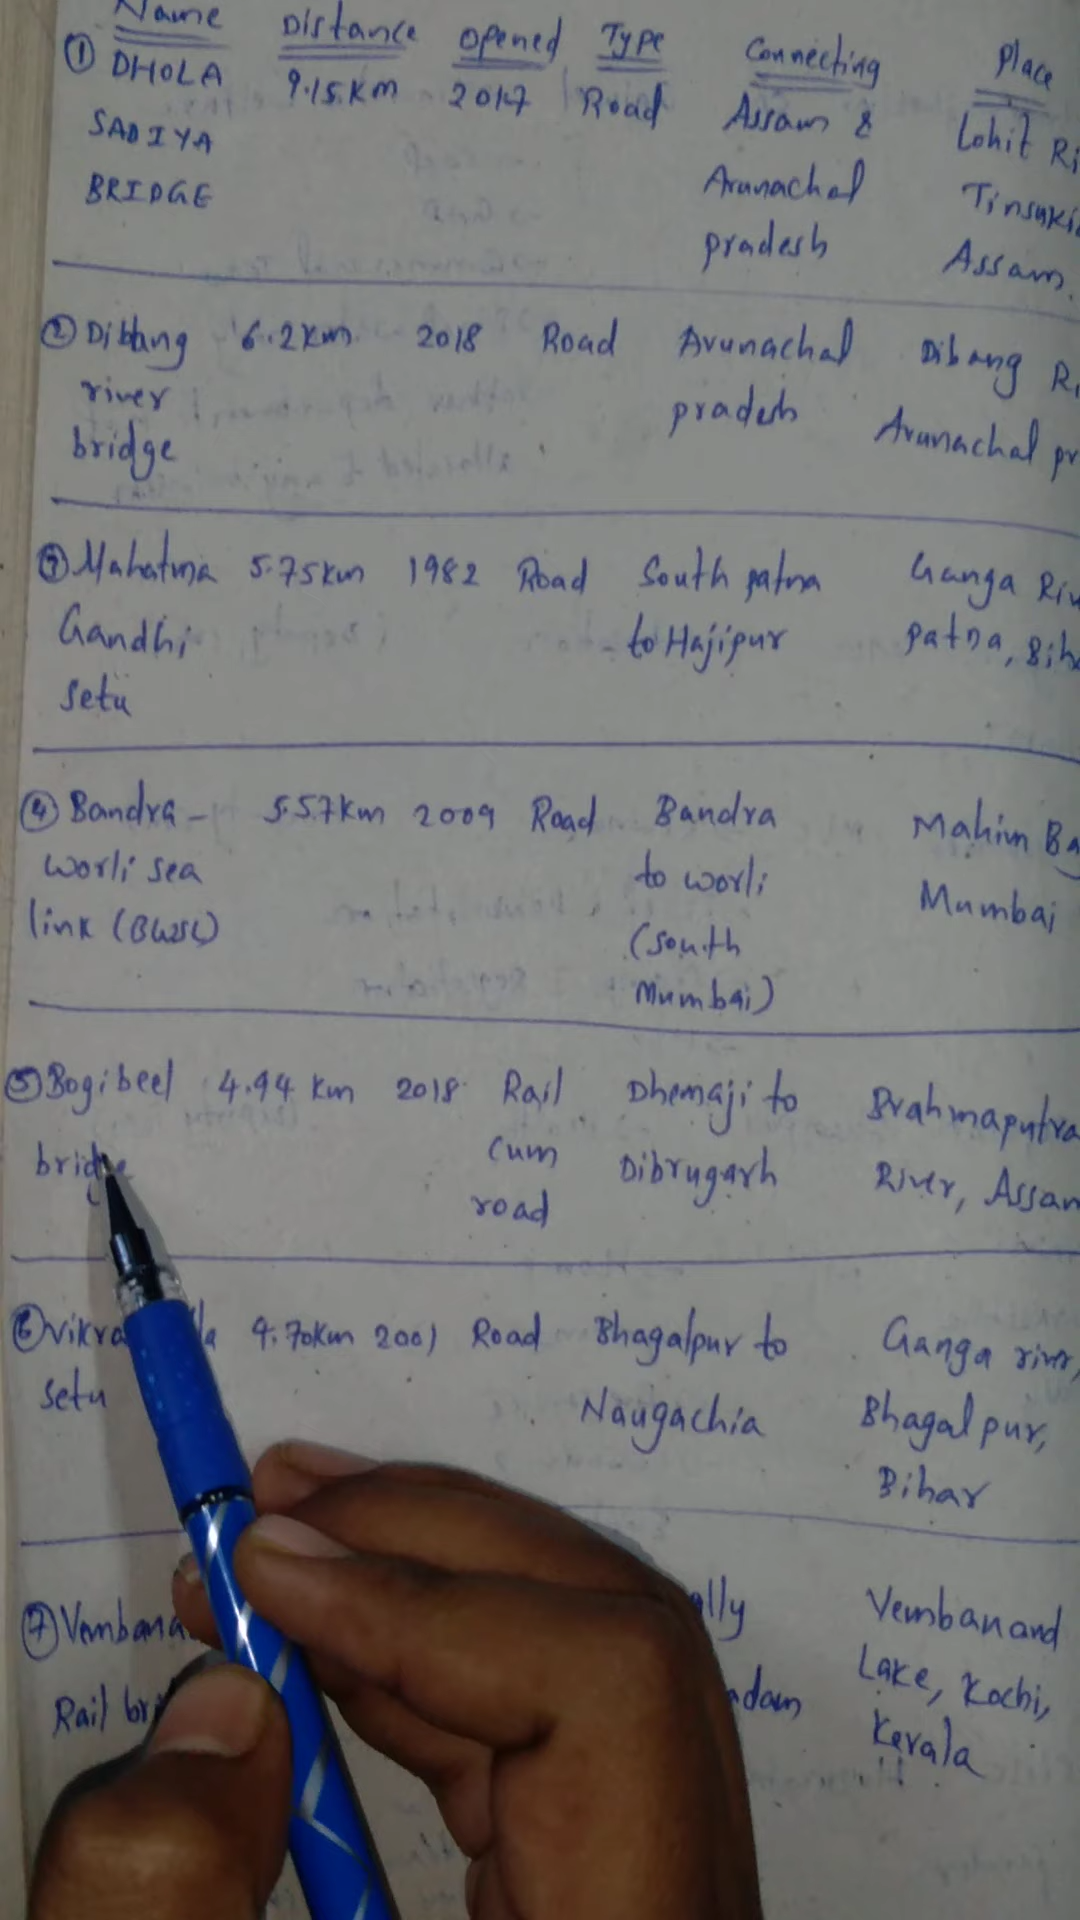 Name Distance Opened Type Connecting Place
① DHOLA 9.15 km 2017 Road Assam & Lohit
SADIYA Arunachal
BRIDGE pradesh Assam.
② Dibang 6.2 km 2018 Road Arunachal Dibang
river pradesh Arunachal
bridge
③ Mahatma 5.75 km 1982 Road South patna Ganga
Gandhi to Hajipur patna,
setu
④ Bandra - 5.57 km 2009 Road Bandra Mahim
worli sea to worli Mumbai
link (BWSL) (south
Mumbai)
⑤ Bogibeel 4.94 km 2018 Rail Dhemaji to Brahmaputra
bridge cum Dibrugarh River,
road
⑥ 4.70km 2001 Road Bhagalpur to Ganga river,
setu Naugachia Bhagalpur,
Bihar
⑦ Vembanand
Rail Lake, Kochi,
Kerala